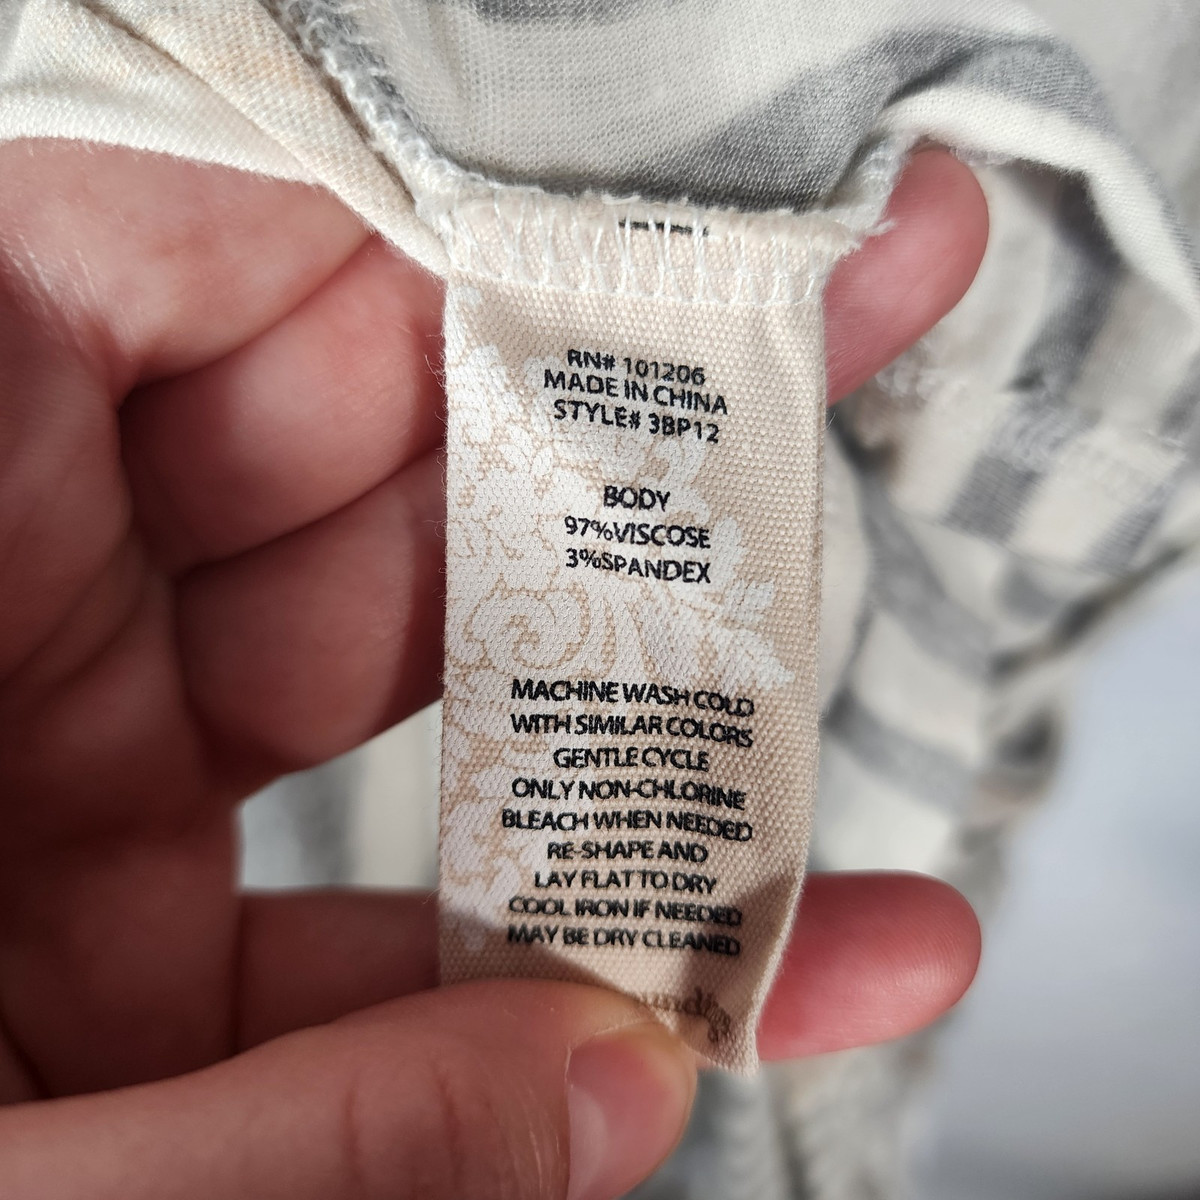 RN# 101206
MADE IN CHINA
STYLE# 3BP12
BODY
97%VISCOSE
3%SPANDEX
MACHINE WASH COLD
WITH SIMILAR COLORS
GENTLE CYCLE
ONLY NON-CHLORINE
BLEACH WHEN NEEDED
RE-SHAPE AND
LAY FLAT TO DRY
COOL IRON IF NEEDED
MAY BE DRY CLEANED